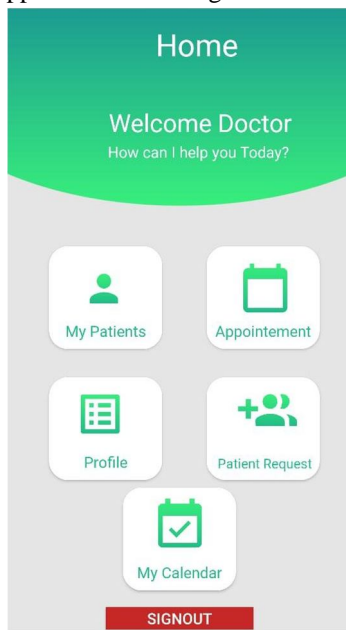 Home
Welcome Doctor
How can I help you Today?
My Patients
Appointement
Profile
Patient Request
My Calendar
SIGNOUT